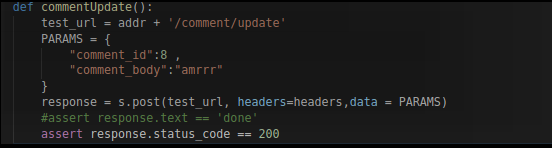 def commentUpdate():
    test_url = addr + '/comment/update'
    PARAMS = {
        "comment_id":8 ,
        "comment_body":"amrrr"
    }
    response = s.post(test_url, headers=headers,data = PARAMS)
    #assert response.text == 'done'
    assert response.status_code == 200